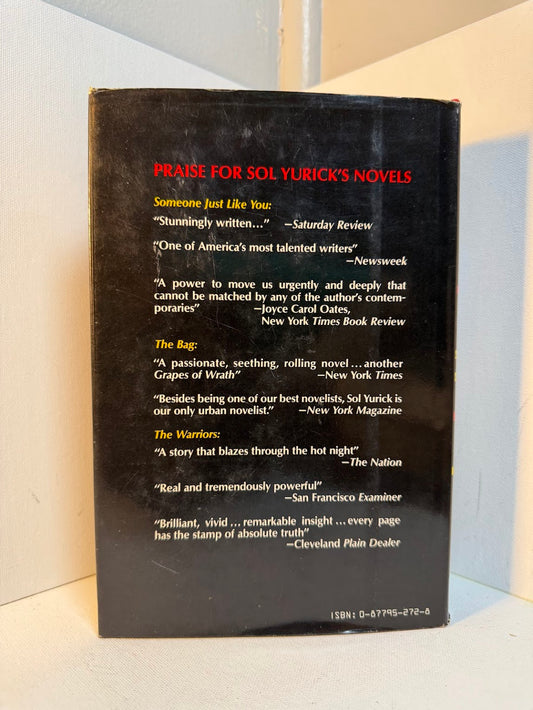 PRAISE FOR SOL YURICK'S NOVELS
Someone Just Like You:
"Stunningly written..." —Saturday Review
"One of America's most talented writers"
—Newsweek
"A power to move us urgently and deeply that
cannot be matched by any of the author's contem-
poraries" —Joyce Carol Oates,
New York Times Book Review
The Bag:
"A passionate, seething, rolling novel...another
Grapes of Wrath" —New York Times
"Besides being one of our best novelists, Sol Yurick is
our only urban novelist." —New York Magazine
The Warriors:
"A story that blazes through the hot night"
—The Nation
"Real and tremendously powerful"
—San Francisco Examiner
"Brilliant, vivid...remarkable insight...every page
has the stamp of absolute truth"
—Cleveland Plain Dealer
ISBN: 0-87795-272-8